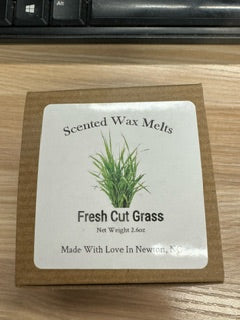 Alt
Scented Wax Melts
Fresh Cut Grass
Net Weight 2.6oz
Made With Love In Newton,